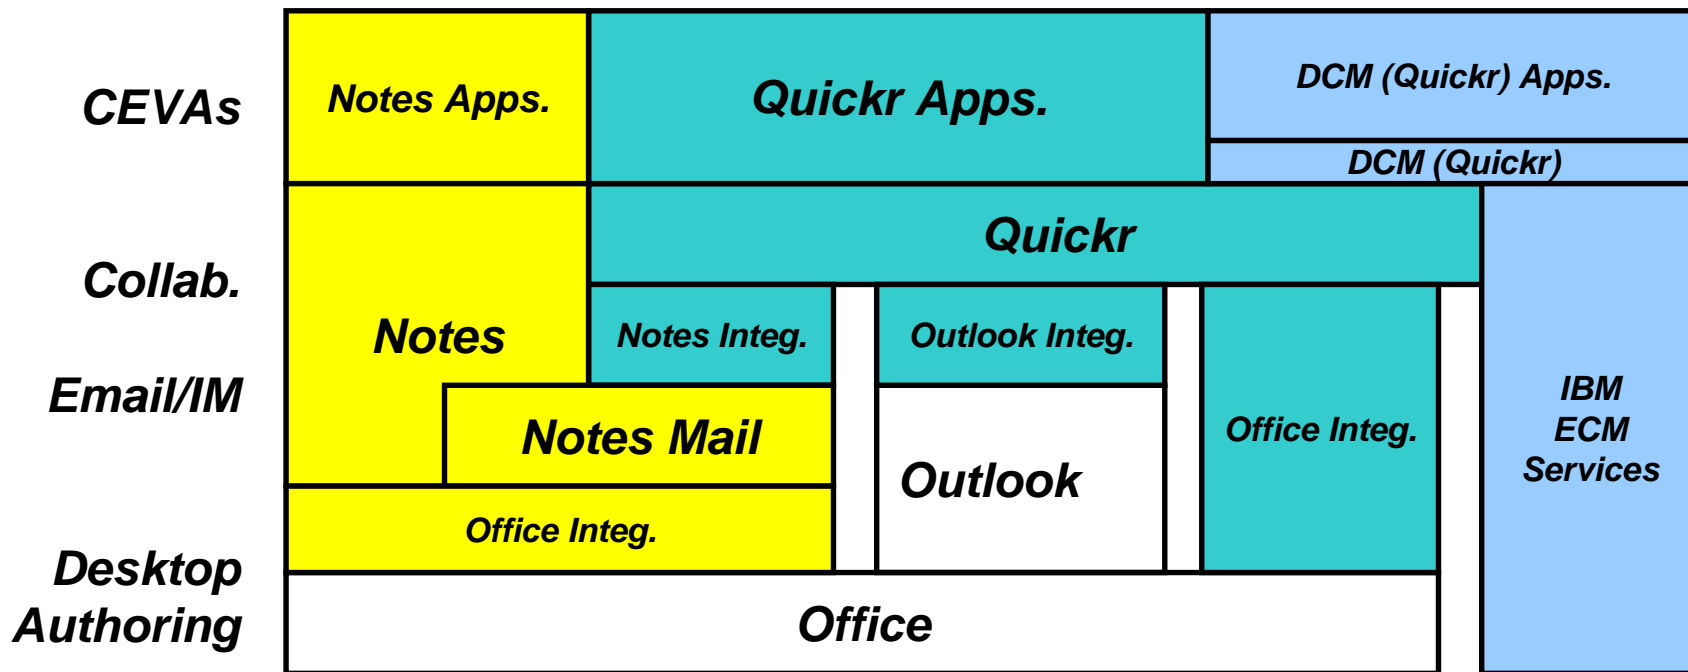 CEVAs
Notes Apps.
Quickr Apps.
DCM (Quickr) Apps.
DCM (Quickr)
Collab.
Notes
Quickr
Notes Integ.
Outlook Integ.
Email/IM
Notes Mail
Outlook
Office Integ.
IBM
ECM
Services
Office Integ.
Desktop
Authoring
Office